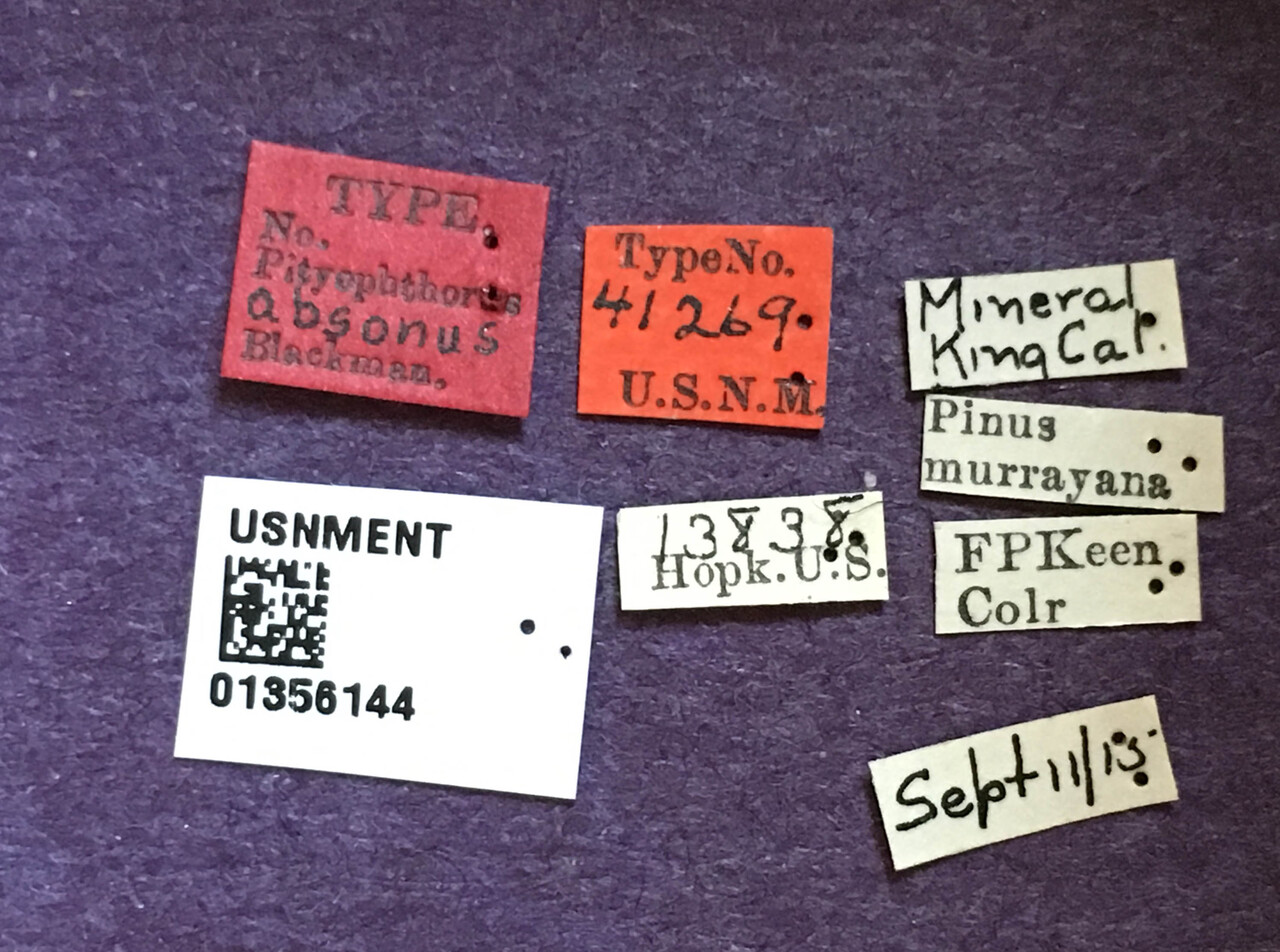 TYPE.
No.
Pityophthorus
absonus
Blackman.
TypeNo.
41269.
U.S.N.M.
Mineral
King Cal.
Pinus
murrayana
FPKeen
Colr
13838
Hopk.U.S.
USNMENT
01356144
Sept 11/15